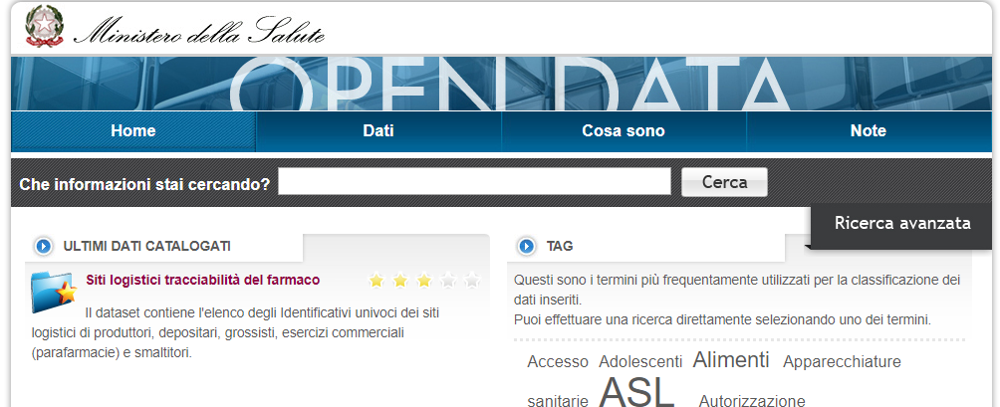 Ministero della Salute
OPEN DATA
Home Dati Cosa sono Note
Che informazioni stai cercando? Cerca
Ricerca avanzata
ULTIMI DATI CATALOGATI
Siti logistici tracciabilità del farmaco
Il dataset contiene l'elenco degli Identificativi univoci dei siti
logistici di produttori, depositari, grossisti, esercizi commerciali
(parafarmacie) e smaltitori.
TAG
Questi sono i termini più frequentemente utilizzati per la classificazione dei
dati inseriti.
Puoi effettuare una ricerca direttamente selezionando uno dei termini.
Accesso Adolescenti Alimenti Apparecchiature
sanitarie ASL Autorizzazione